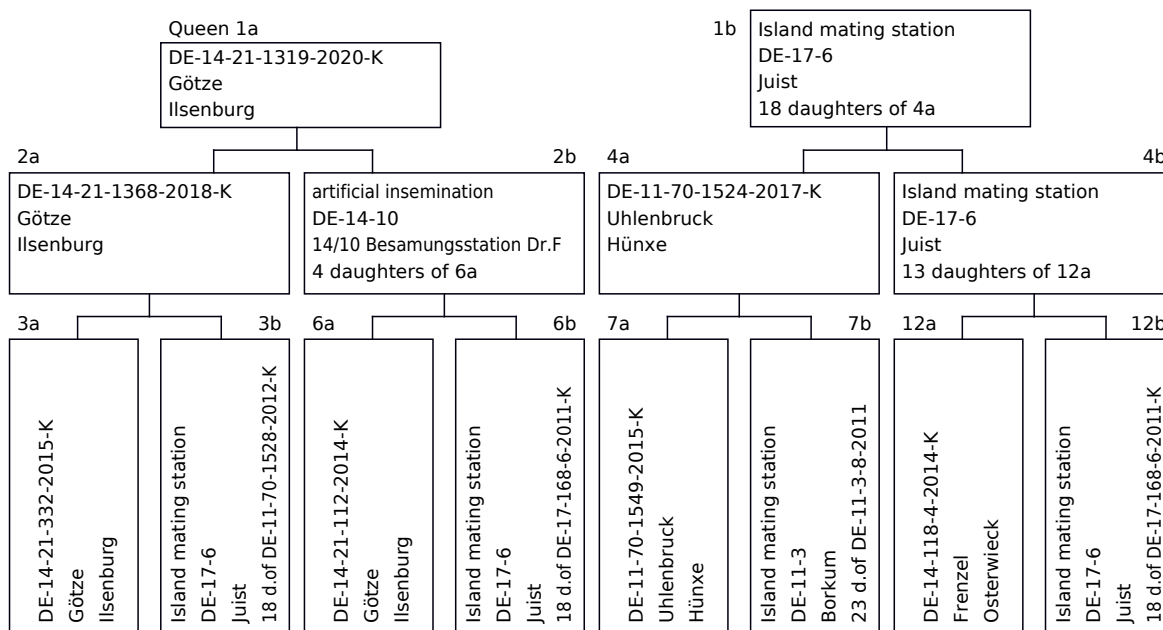 Queen 1a
DE-14-21-1319-2020-K
Götze
Ilsenburg
1b
Island mating station
DE-17-6
Juist
18 daughters of 4a
2a
DE-14-21-1368-2018-K
Götze
Ilsenburg
2b
artificial insemination
DE-14-10
14/10 Besamungsstation Dr.F
4 daughters of 6a
4a
DE-11-70-1524-2017-K
Uhlenbruck
Hünxe
4b
Island mating station
DE-17-6
Juist
13 daughters of 12a
3a
DE-14-21-332-2015-K
Götze
Ilsenburg
3b
Island mating station
DE-17-6
Juist
18 d.of DE-11-70-1528-2012-K
6a
DE-14-21-112-2014-K
Götze
Ilsenburg
6b
Island mating station
DE-17-6
Juist
18 d.of DE-17-168-6-2011-K
7a
DE-11-70-1549-2015-K
Uhlenbruck
Hünxe
7b
Island mating station
DE-11-3
Borkum
23 d.of DE-11-3-8-2011
12a
DE-14-118-4-2014-K
Frenzel
Osterwieck
12b
Island mating station
DE-17-6
Juist
18 d.of DE-17-168-6-2011-K